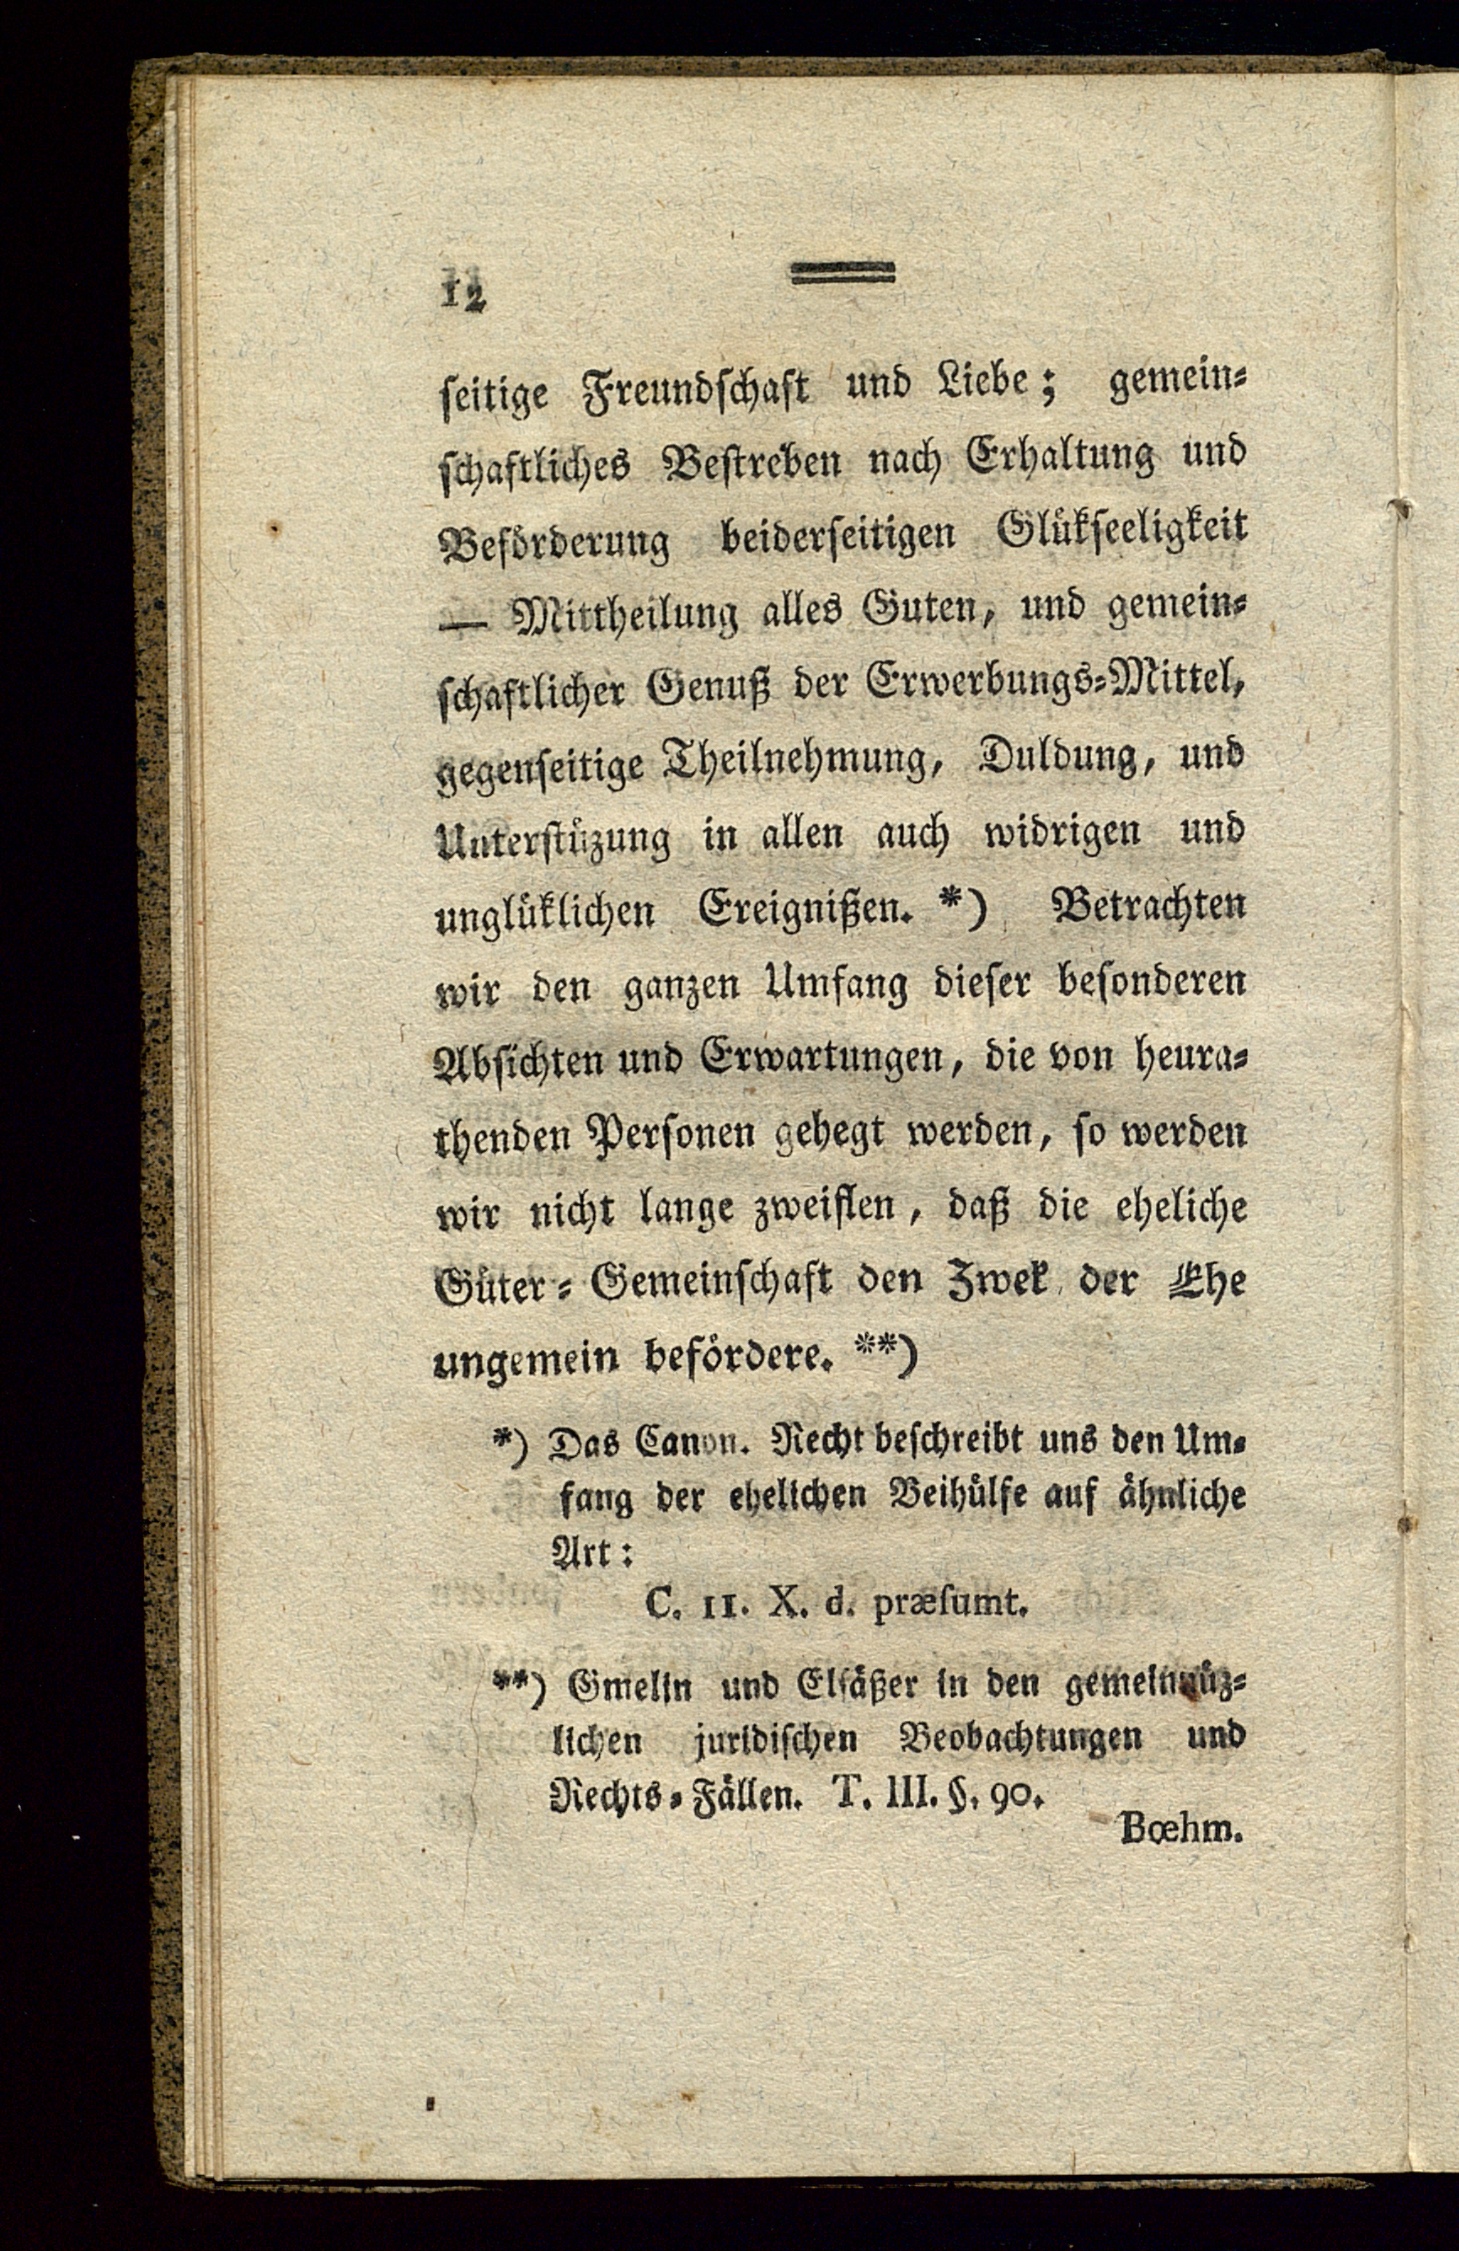 12
seitige Freundschaft und Liebe; gemein-
schaftliches Bestreben nach Erhaltung und
Beförderung beiderseitigen Glükseeligkeit
— Mittheilung alles Guten, und gemein-
schaftlicher Genuß der Erwerbungs-Mittel,
gegenseitige Theilnehmung, Duldung, und
Unterstüzung in allen auch widrigen und
unglüklichen Ereignißen. *) Betrachten
wir den ganzen Umfang dieser besonderen
Absichten und Erwartungen, die von heura-
thenden Personen gehegt werden, so werden
wir nicht lange zweiflen, daß die eheliche
Güter-Gemeinschaft den Zwek der Ehe
ungemein befördere. **)
*) Das Canon. Recht beschreibt uns den Um-
fang der ehelichen Beihülfe auf ähnliche
Art:
C. 11. X. d. præsumt.
**) Gmelin und Elsäßer in den gemeinnüz-
lichen juridischen Beobachtungen und
Rechts-Fällen. T. III. §. 90.
Bœhm.